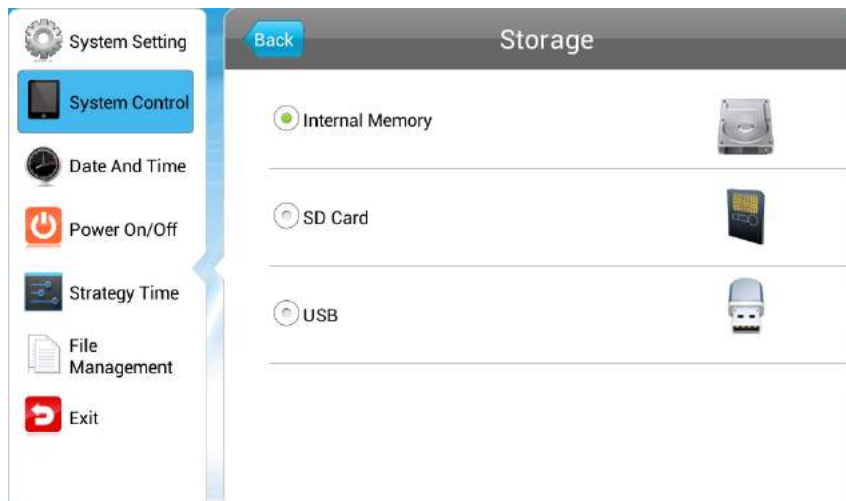 System Setting
System Control
Date And Time
Power On/Off
Strategy Time
File
Management
Exit
Back
Storage
Internal Memory
SD Card
USB